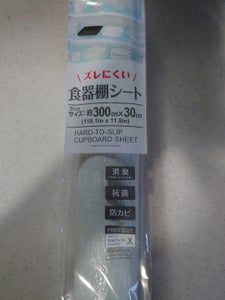 \ズレにくい/
食器棚シート
Size
サイズ:約300cm×30cm
(118.1in x 11.8in)
HARD-TO-SLIP
CUPBOARD SHEET
消臭
抗菌
防カビ
FREE CUT